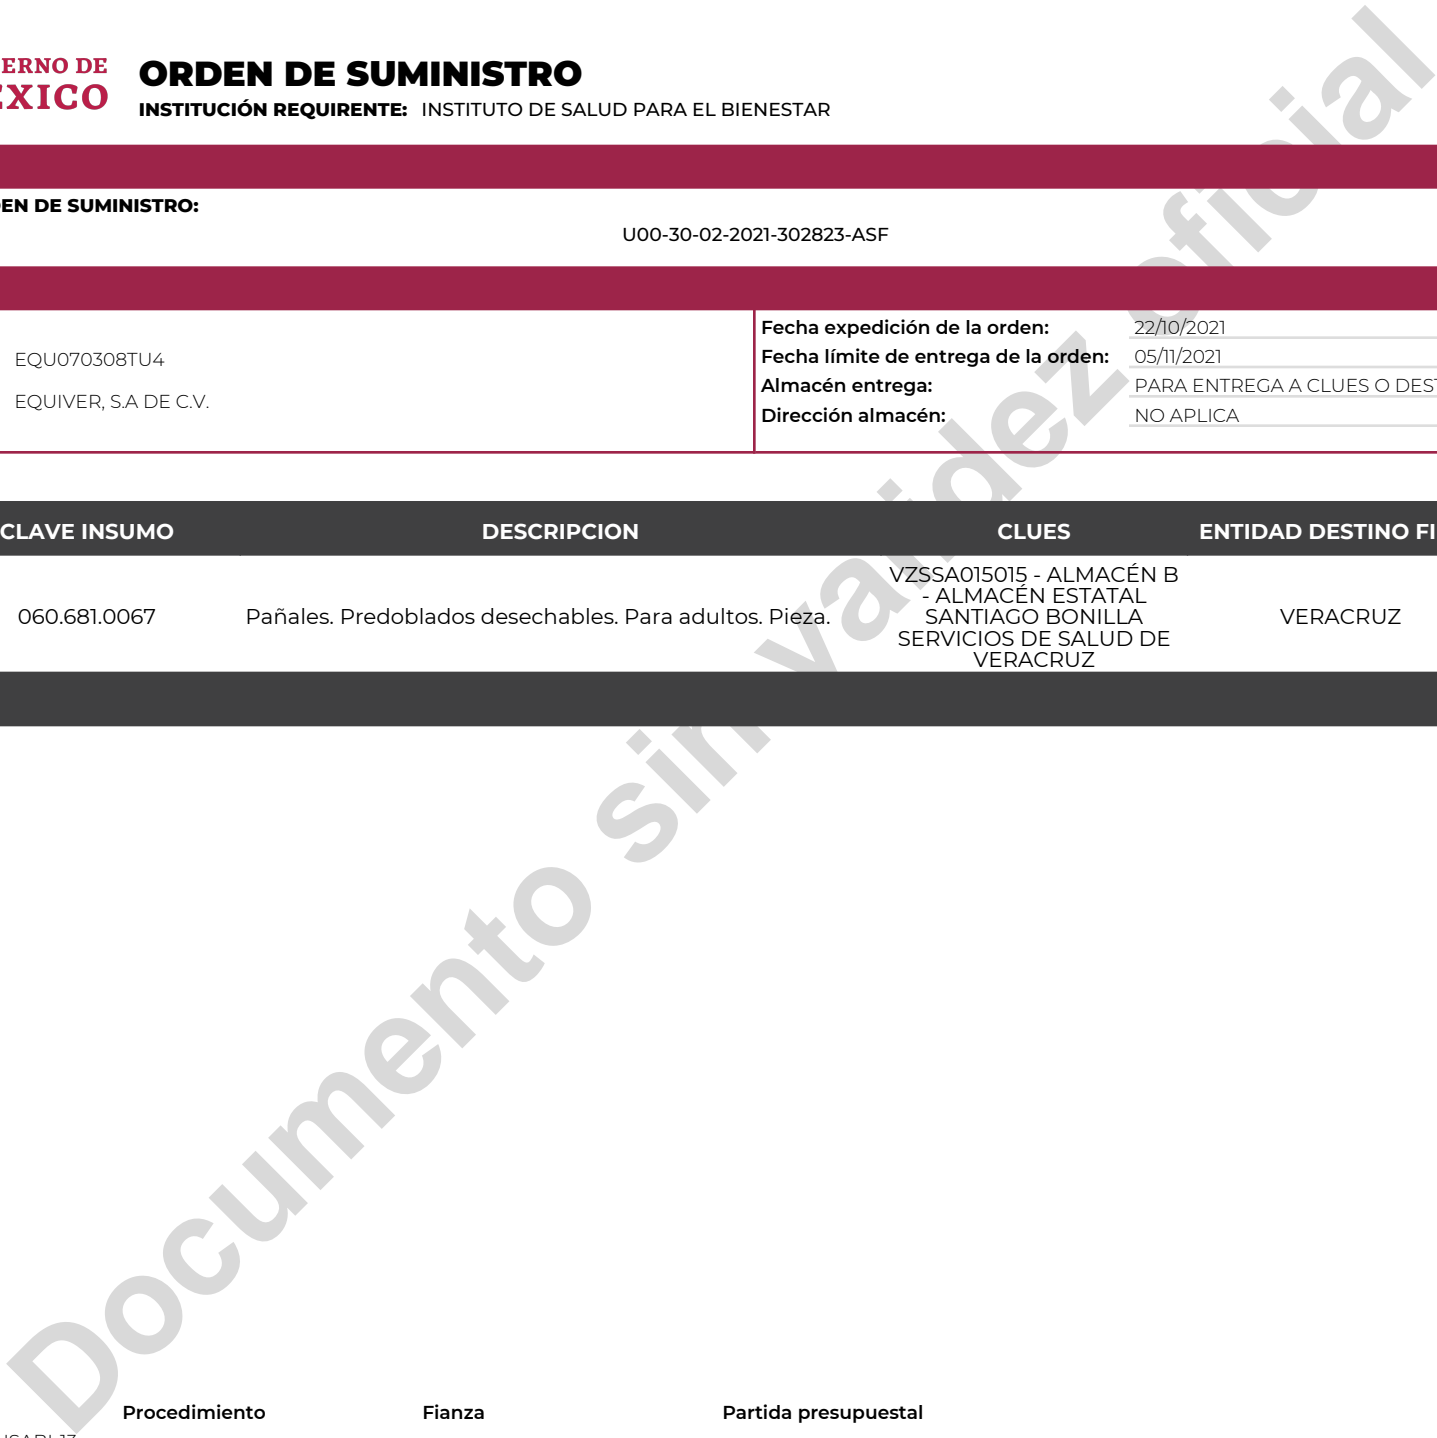 ERNO DE
EXICO
ORDEN DE SUMINISTRO
INSTITUCIÓN REQUIRENTE: INSTITUTO DE SALUD PARA EL BIENESTAR
EN DE SUMINISTRO:
U00-30-02-2021-302823-ASF
EQU070308TU4
EQUIVER, S.A DE C.V.
Fecha expedición de la orden: 22/10/2021
Fecha límite de entrega de la orden: 05/11/2021
Almacén entrega: PARA ENTREGA A CLUES O DEST
Dirección almacén: NO APLICA
CLAVE INSUMO DESCRIPCION CLUES ENTIDAD DESTINO FI
060.681.0067 Pañales. Predoblados desechables. Para adultos. Pieza. VZSSA015015 - ALMACÉN B
- ALMACÉN ESTATAL
SANTIAGO BONILLA
SERVICIOS DE SALUD DE
VERACRUZ
VERACRUZ
Documento sin validez oficial
Procedimiento Fianza Partida presupuestal